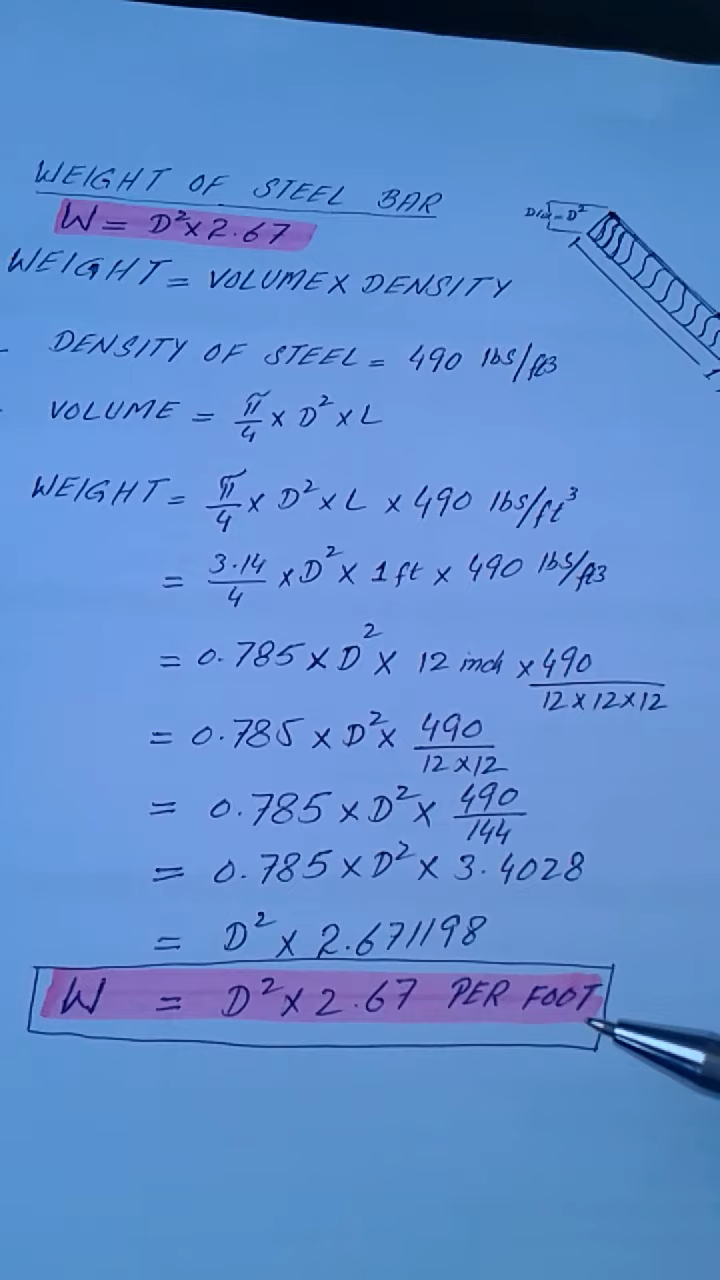 WEIGHT OF STEEL BAR
W = D²x2.67
Dia = D²
WEIGHT = VOLUME X DENSITY
DENSITY OF STEEL = 490 lbs/ft3
VOLUME = π/4 x D² x L
WEIGHT = π/4 x D² x L x 490 lbs/ft³
= 3.14/4 x D² x 1 ft x 490 lbs/ft3
= 0.785 x D² x 12 inch x 490/12x12x12
= 0.785 x D² x 490/12x12
= 0.785 x D² x 490/144
= 0.785 x D² x 3.4028
= D² x 2.671198
W = D² x 2.67 PER FOOT